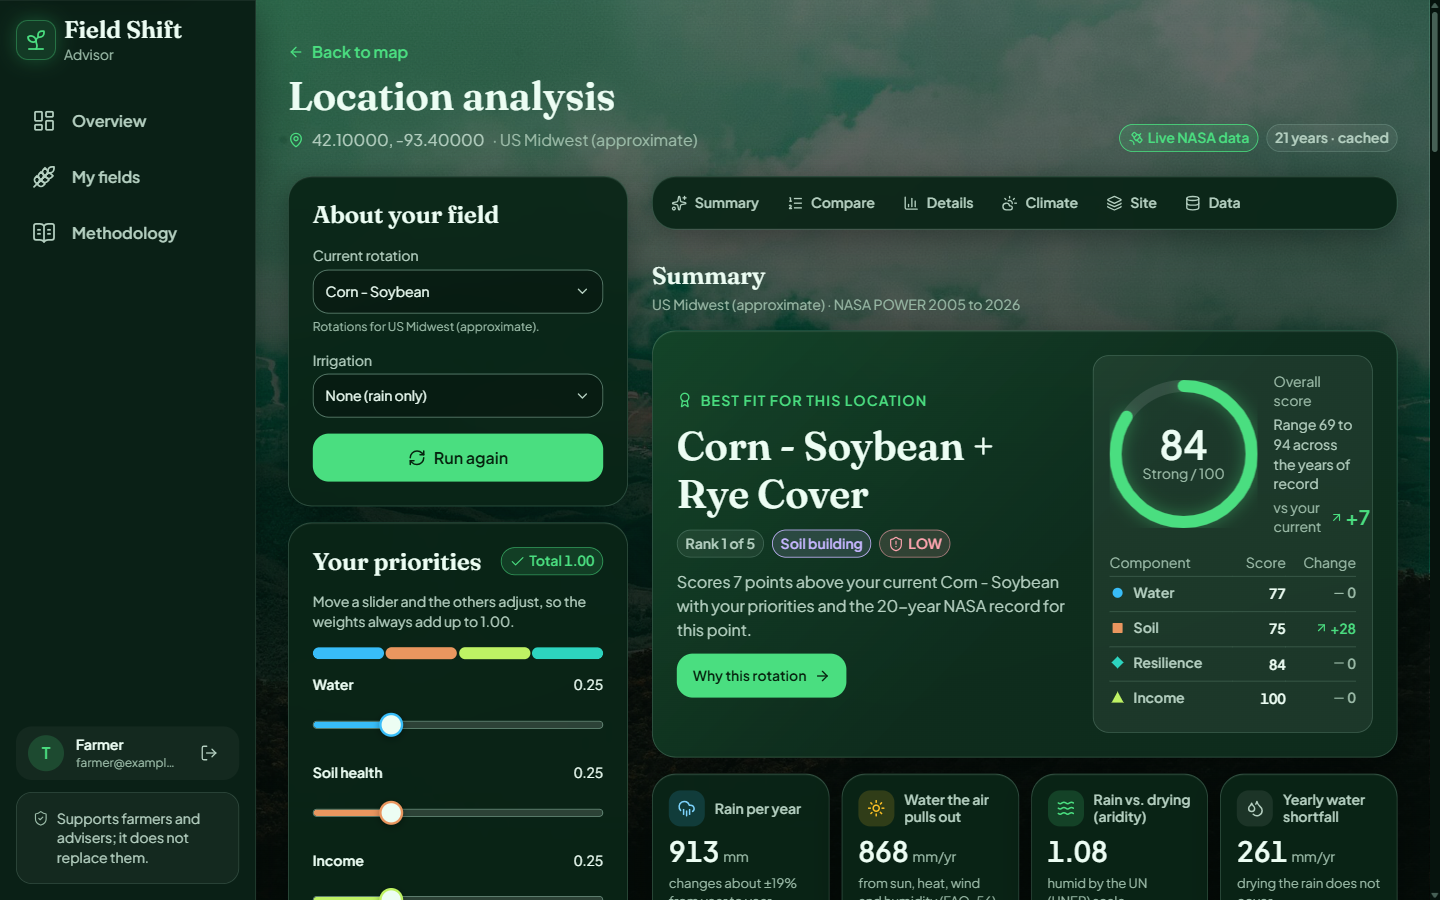 Field Shift
Advisor
Overview
My fields
Methodology
T
Farmer
farmer@exampl...
Supports farmers and
advisers; it does not
replace them.
Back to map
Location analysis
42.10000, -93.40000 · US Midwest (approximate)
Live NASA data
21 years · cached
About your field
Current rotation
Corn - Soybean
Rotations for US Midwest (approximate).
Irrigation
None (rain only)
Run again
Your priorities
Total 1.00
Move a slider and the others adjust, so the
weights always add up to 1.00.
Water 0.25
Soil health 0.25
Income 0.25
Summary
Compare
Details
Climate
Site
Data
Summary
US Midwest (approximate) · NASA POWER 2005 to 2026
BEST FIT FOR THIS LOCATION
Corn - Soybean +
Rye Cover
Rank 1 of 5
Soil building
LOW
Scores 7 points above your current Corn - Soybean
with your priorities and the 20-year NASA record for
this point.
Why this rotation
84
Strong / 100
Overall
score
Range 69 to
94 across
the years of
record
vs your
current
+7
Component Score Change
Water 77 – 0
Soil 75 +28
Resilience 84 – 0
Income 100 – 0
Rain per year
913 mm
changes about ±19%
Water the air
pulls out
868 mm/yr
from sun, heat, wind
Rain vs. drying
(aridity)
1.08
humid by the UN
Yearly water
shortfall
261 mm/yr
drying the rain does not